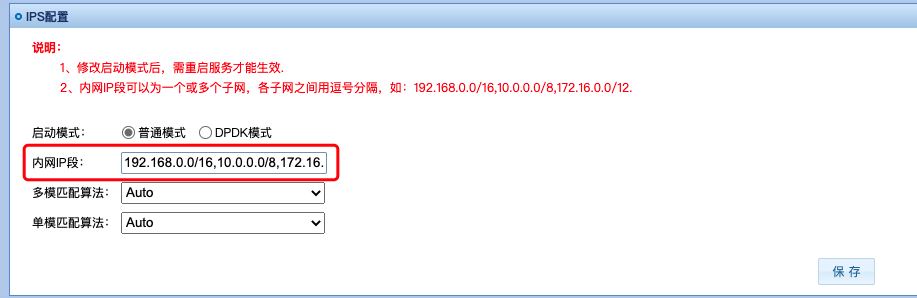 IPS配置
说明：
1、修改启动模式后，需重启服务才能生效.
2、内网IP段可以为一个或多个子网，各子网之间用逗号分隔，如：192.168.0.0/16,10.0.0.0/8,172.16.0.0/12.
启动模式： 普通模式 DPDK模式
内网IP段： 192.168.0.0/16,10.0.0.0/8,172.16.
多模匹配算法： Auto
单模匹配算法： Auto
保 存